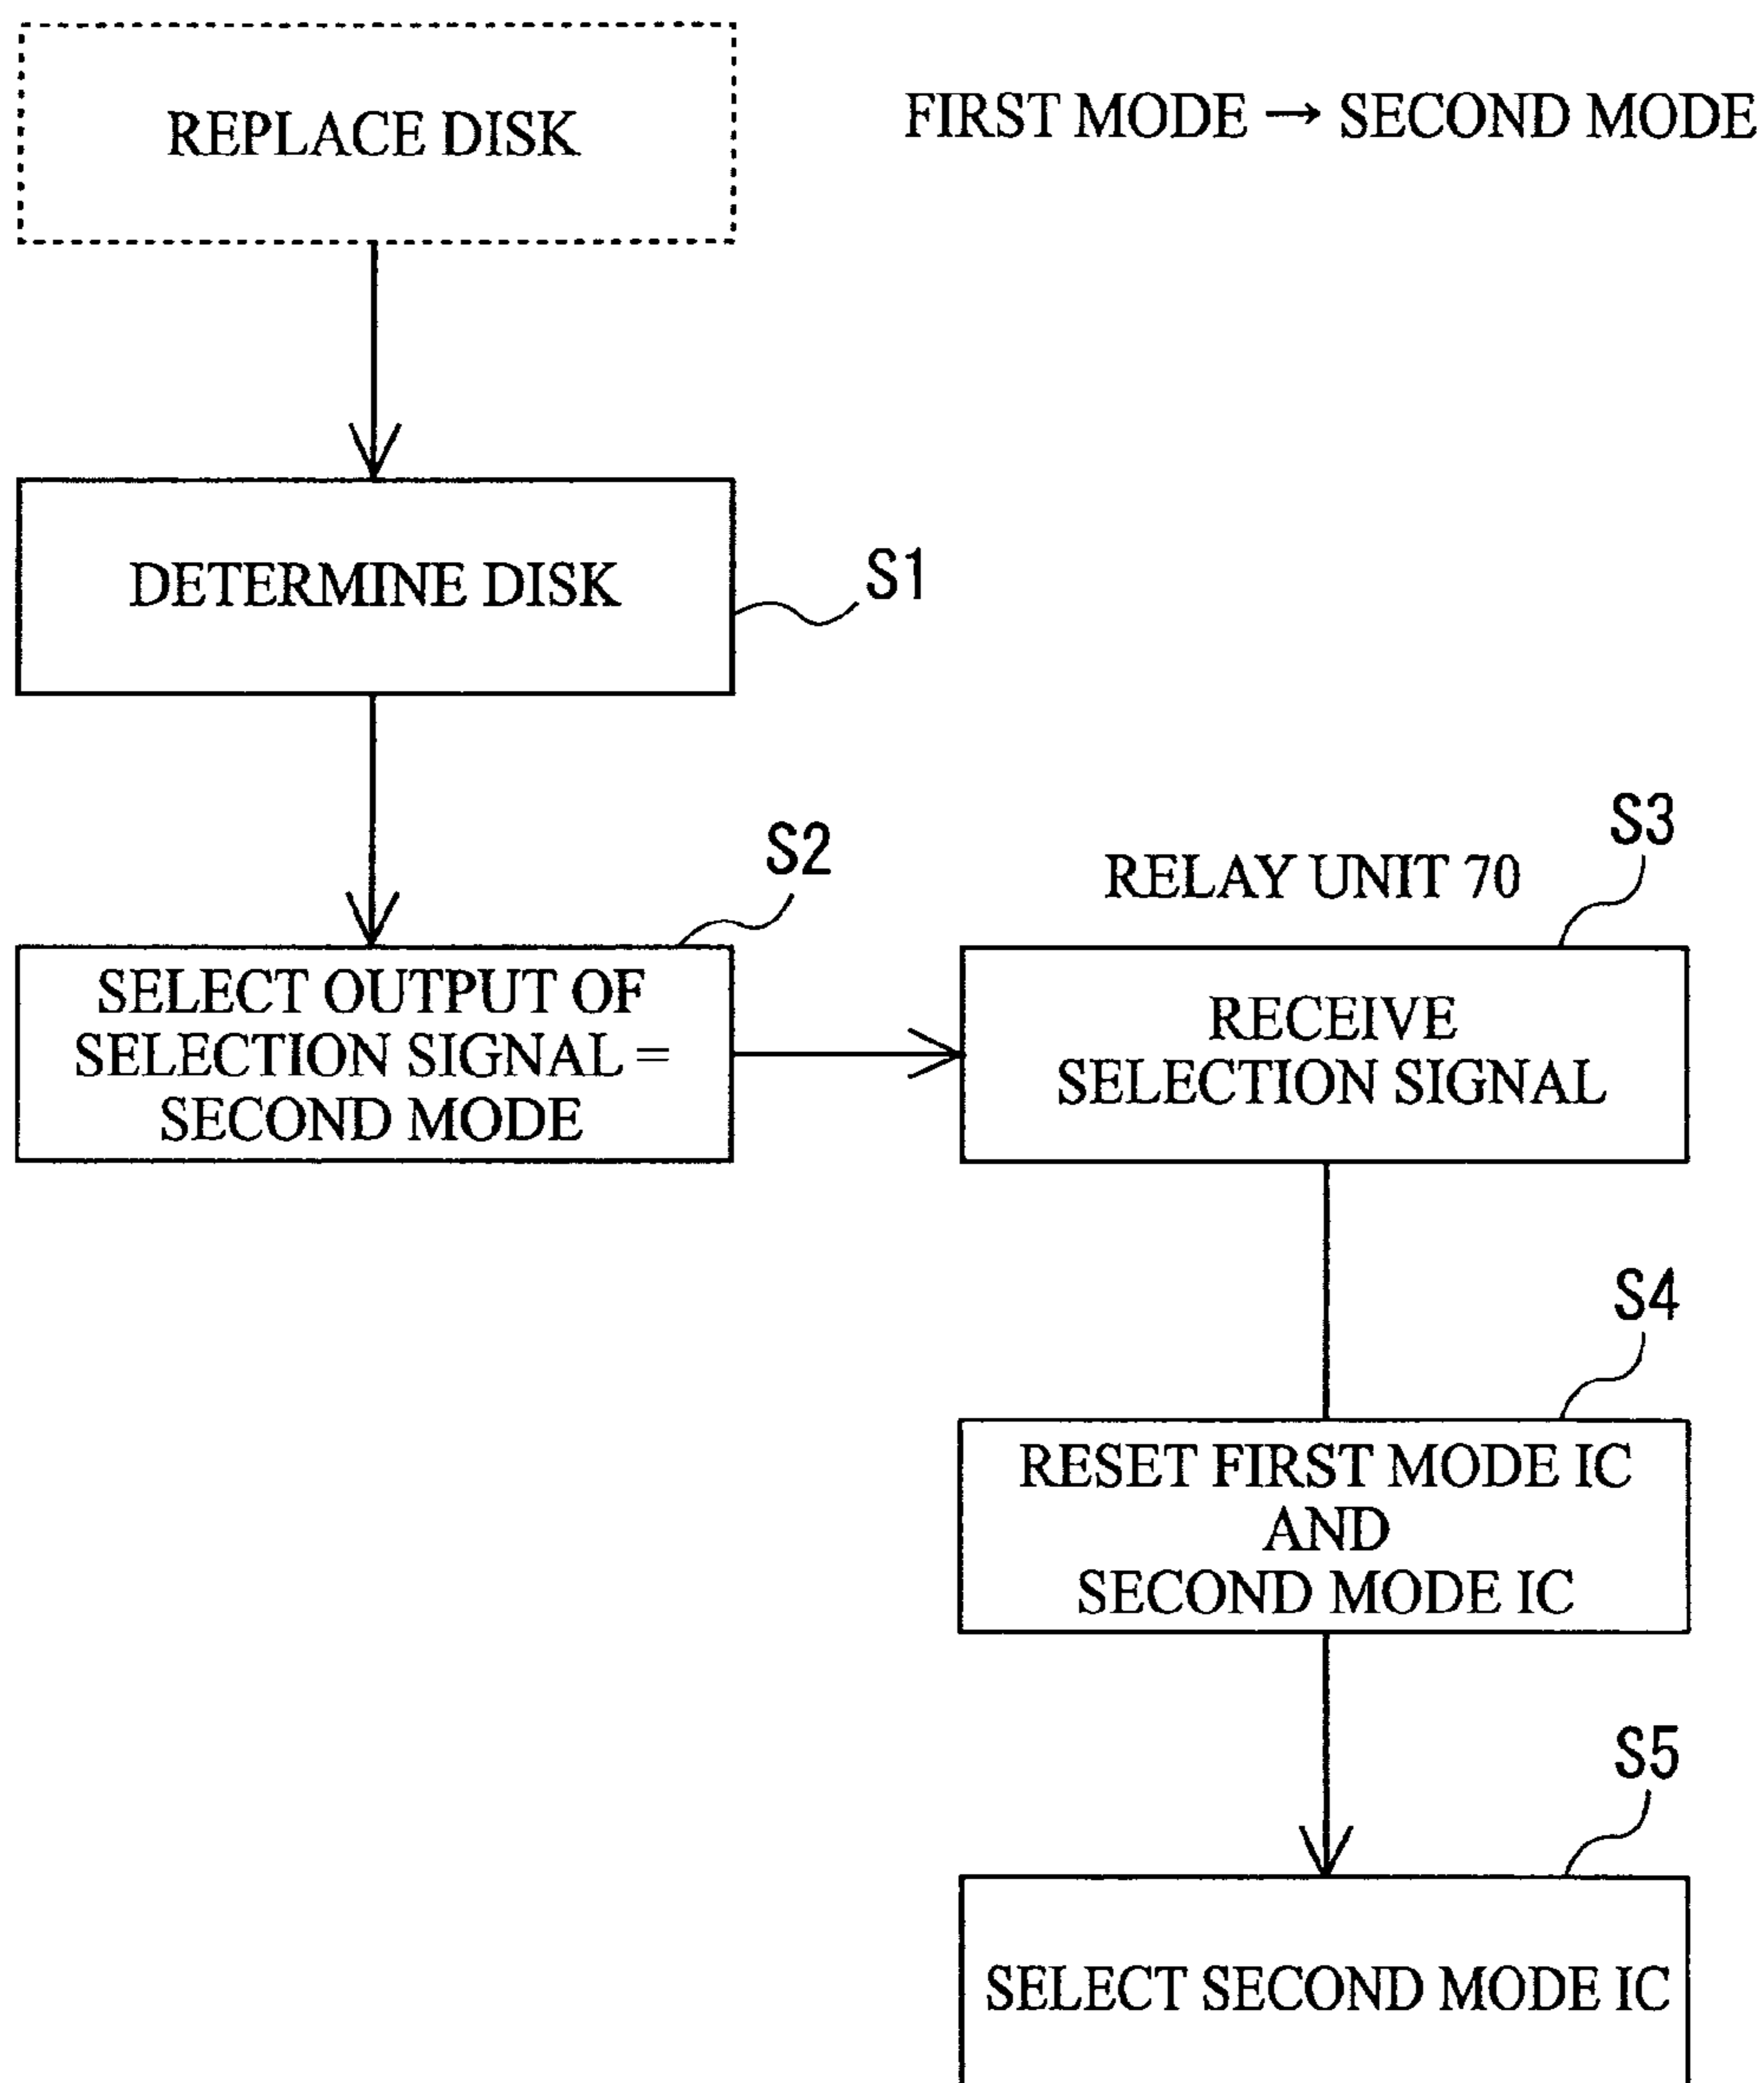 REPLACE DISK
FIRST MODE → SECOND MODE
DETERMINE DISK
S1
S2
SELECT OUTPUT OF
SELECTION SIGNAL =
SECOND MODE
RELAY UNIT 70
S3
RECEIVE
SELECTION SIGNAL
S4
RESET FIRST MODE IC
AND
SECOND MODE IC
S5
SELECT SECOND MODE IC